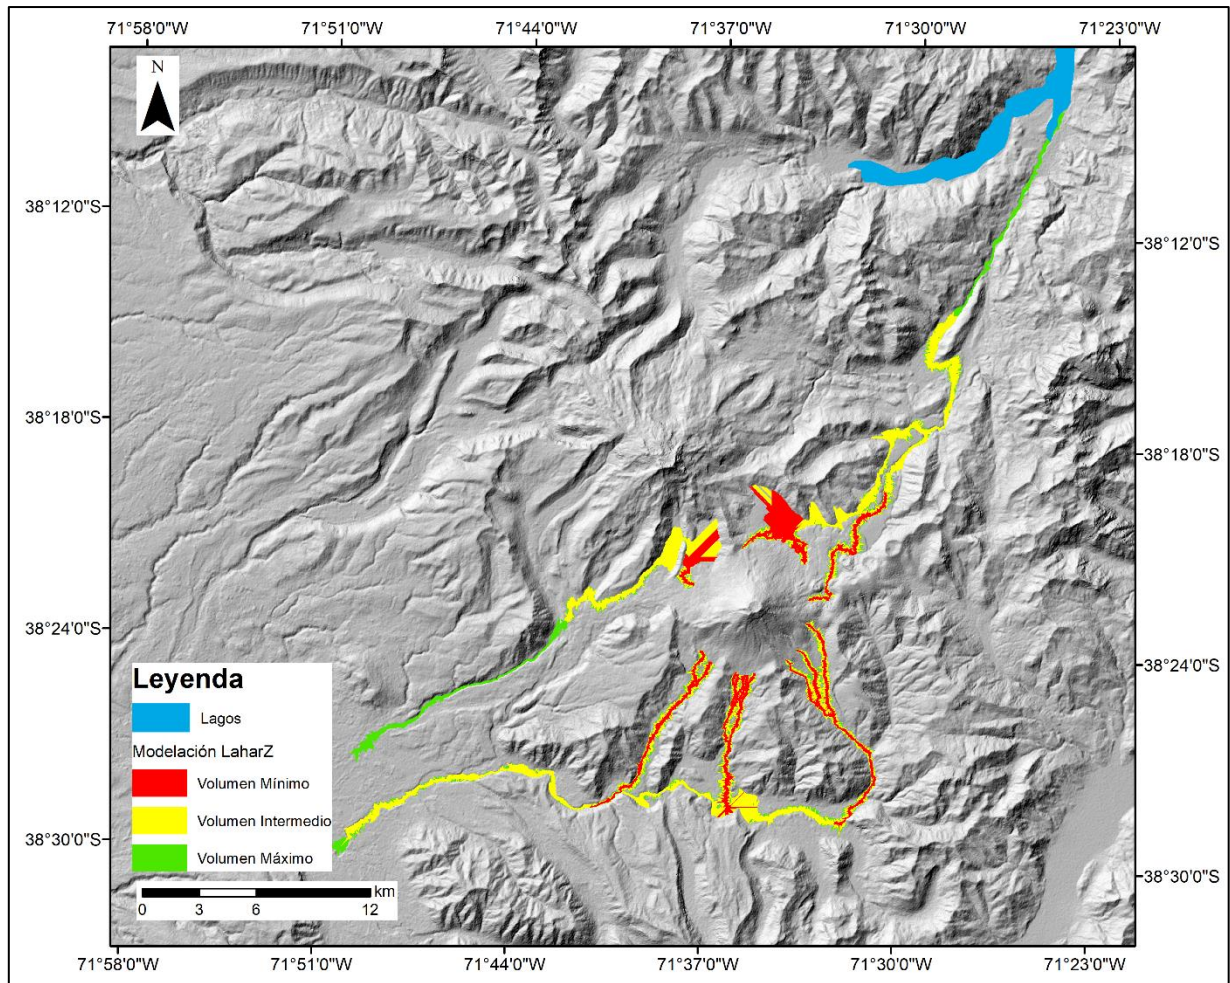 71°58'0"W 71°51'0"W 71°44'0"W 71°37'0"W 71°30'0"W 71°23'0"W
N
38°12'0"S
38°12'0"S
38°18'0"S
38°18'0"S
38°24'0"S
38°24'0"S
Leyenda
Lagos
Modelación LaharZ
Volumen Mínimo
Volumen Intermedio
Volumen Máximo
38°30'0"S
38°30'0"S
km
0 3 6 12
71°58'0"W 71°51'0"W 71°44'0"W 71°37'0"W 71°30'0"W 71°23'0"W